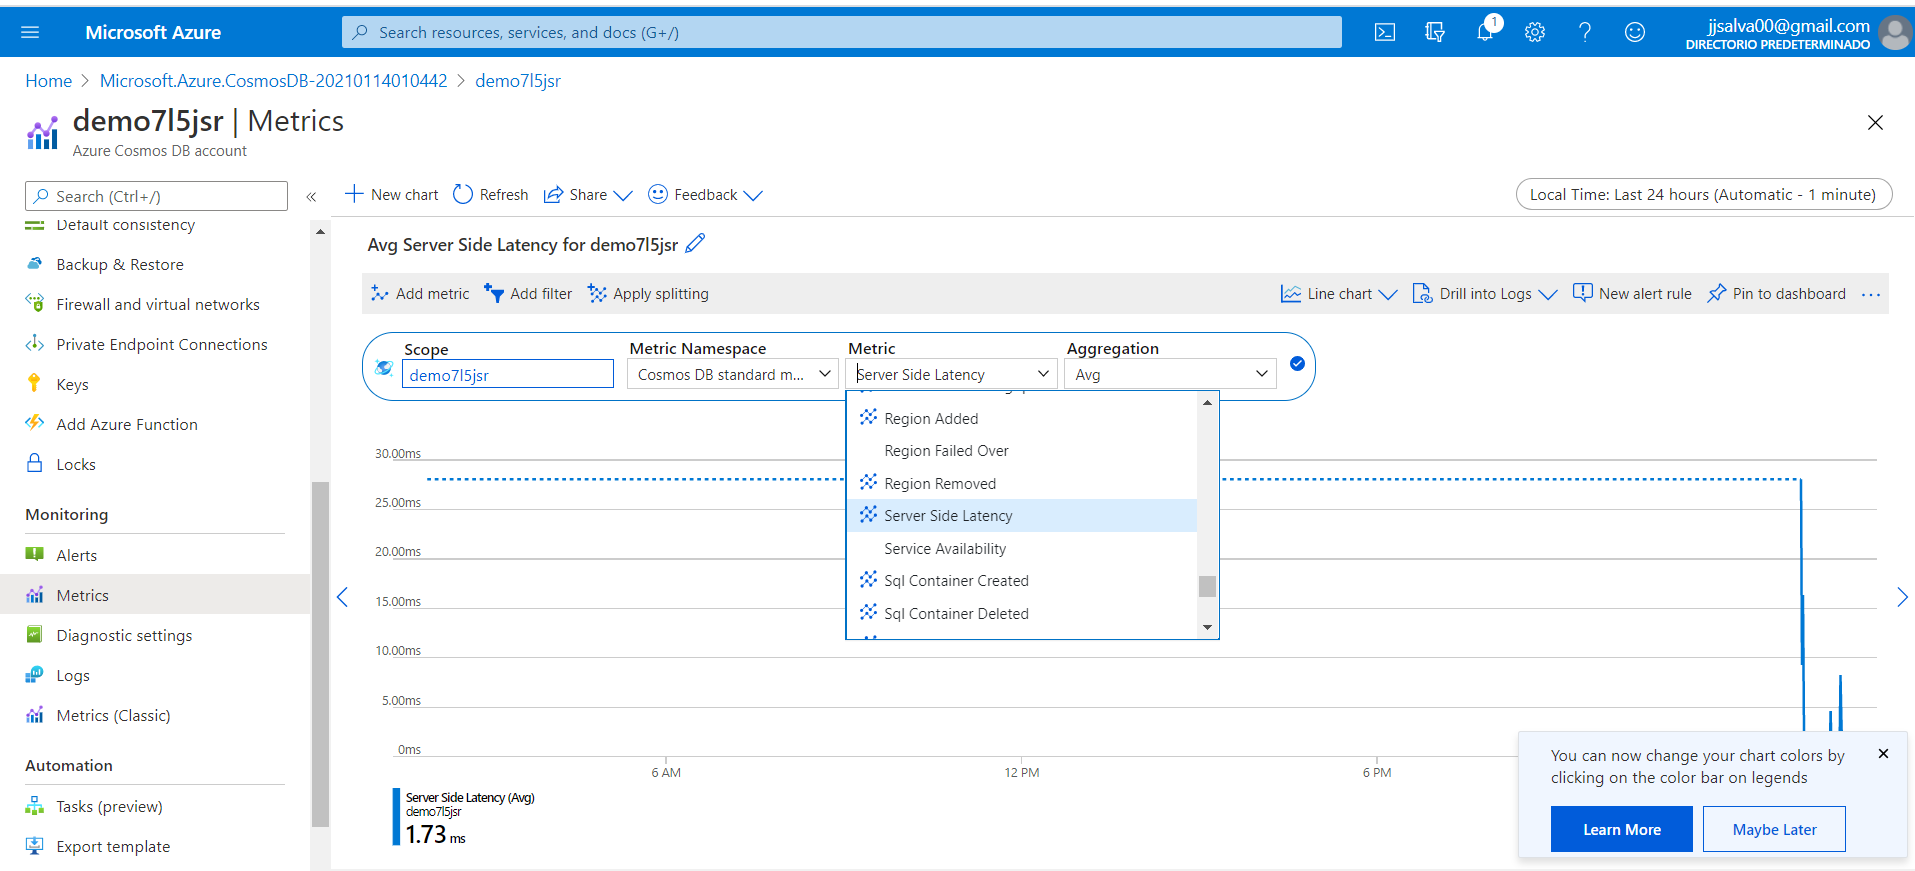 Microsoft Azure
Search resources, services, and docs (G+/)
1
jjsalva00@gmail.com
DIRECTORIO PREDETERMINADO
Home > Microsoft.Azure.CosmosDB-20210114010442 > demo7l5jsr
demo7l5jsr | Metrics
Azure Cosmos DB account
Search (Ctrl+/)
«
New chart Refresh Share Feedback
Local Time: Last 24 hours (Automatic - 1 minute)
Default consistency
Backup & Restore
Firewall and virtual networks
Private Endpoint Connections
Keys
Add Azure Function
Locks
Monitoring
Alerts
Metrics
Diagnostic settings
Logs
Metrics (Classic)
Automation
Tasks (preview)
Export template
Avg Server Side Latency for demo7l5jsr
Add metric Add filter Apply splitting
Line chart Drill into Logs New alert rule Pin to dashboard ...
Scope Metric Namespace Metric Aggregation
demo7l5jsr Cosmos DB standard m... Server Side Latency Avg
Region Added
Region Failed Over
Region Removed
Server Side Latency
Service Availability
Sql Container Created
Sql Container Deleted
30.00ms
25.00ms
20.00ms
15.00ms
10.00ms
5.00ms
0ms
6 AM 12 PM 6 PM
Server Side Latency (Avg)
demo7l5jsr
1.73 ms
You can now change your chart colors by
clicking on the color bar on legends
Learn More Maybe Later